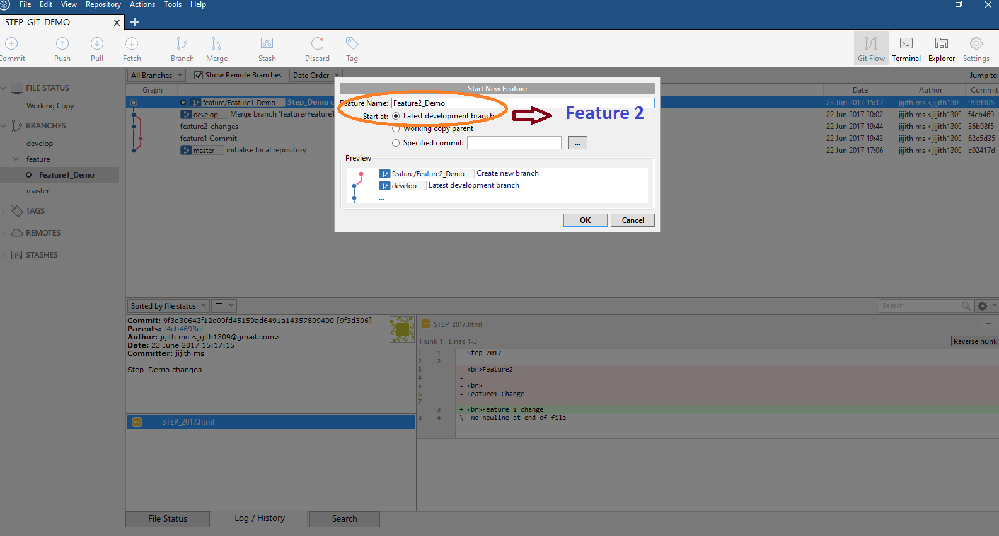 File Edit View Repository Actions Tools Help
STEP_GIT_DEMO
Commit Push Pull Fetch Branch Merge Stash Discard Tag Git Flow Terminal Explorer Settings
All Branches Show Remote Branches Date Order Jump to:
Graph Date Author Commit
feature/Feature1_Demo Step_Demo c 23 Jun 2017 15:17 jijith ms <jijith1309 9f3d306
develop Merge branch 'feature/Feature1 22 Jun 2017 20:02 jijith ms <jijith1309 f4cb469
feature2_changes 22 Jun 2017 19:44 jijith ms <jijith1309 36b98f5
feature1 Commit 22 Jun 2017 19:43 jijith ms <jijith1309 62e5d35
master initialise local repository 22 Jun 2017 17:06 jijith ms <jijith1309 c02417d
FILE STATUS
Working Copy
BRANCHES
develop
feature
Feature1_Demo
master
TAGS
REMOTES
STASHES
Start New Feature
Feature Name: Feature2_Demo
Start at: Latest development branch
Working copy parent
Specified commit: ...
Feature 2
Preview
feature/Feature2_Demo Create new branch
develop Latest development branch
...
OK Cancel
Sorted by file status
Search
Commit: 9f3d30643f12d09fd45159ad6491a14357809400 [9f3d306]
Parents: f4cb4693ef
Author: jijith ms <jijith1309@gmail.com>
Date: 23 June 2017 15:17:15
Committer: jijith ms
Step_Demo changes
STEP_2017.html
STEP_2017.html ...
Hunk 1 : Lines 1-3 Reverse hunk
1 1 Step 2017
2 2
3 - <br>Feature2
4 -
5 - <br>
6 - Feature1_Change
7 -
3 + <br>Feature 1 change
8 4 \ No newline at end of file
File Status Log / History Search